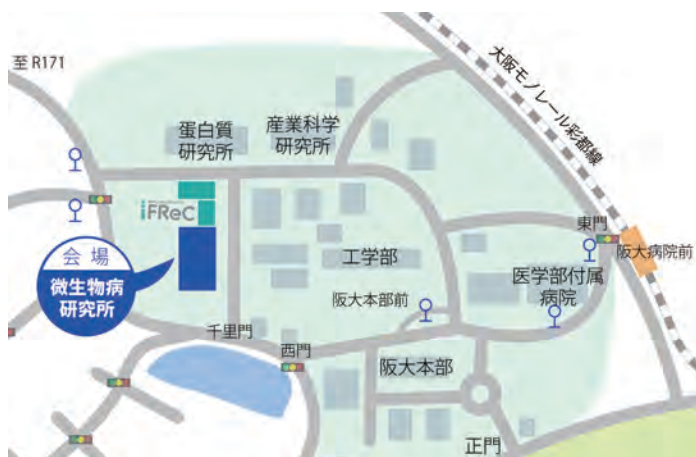 至 R171
大阪モノレール彩都線
蛋白質
研究所
産業科学
研究所
iFReC
会場
微生物病
研究所
工学部
東門
阪大病院前
医学部付属
病院
阪大本部前
千里門
西門
阪大本部
正門